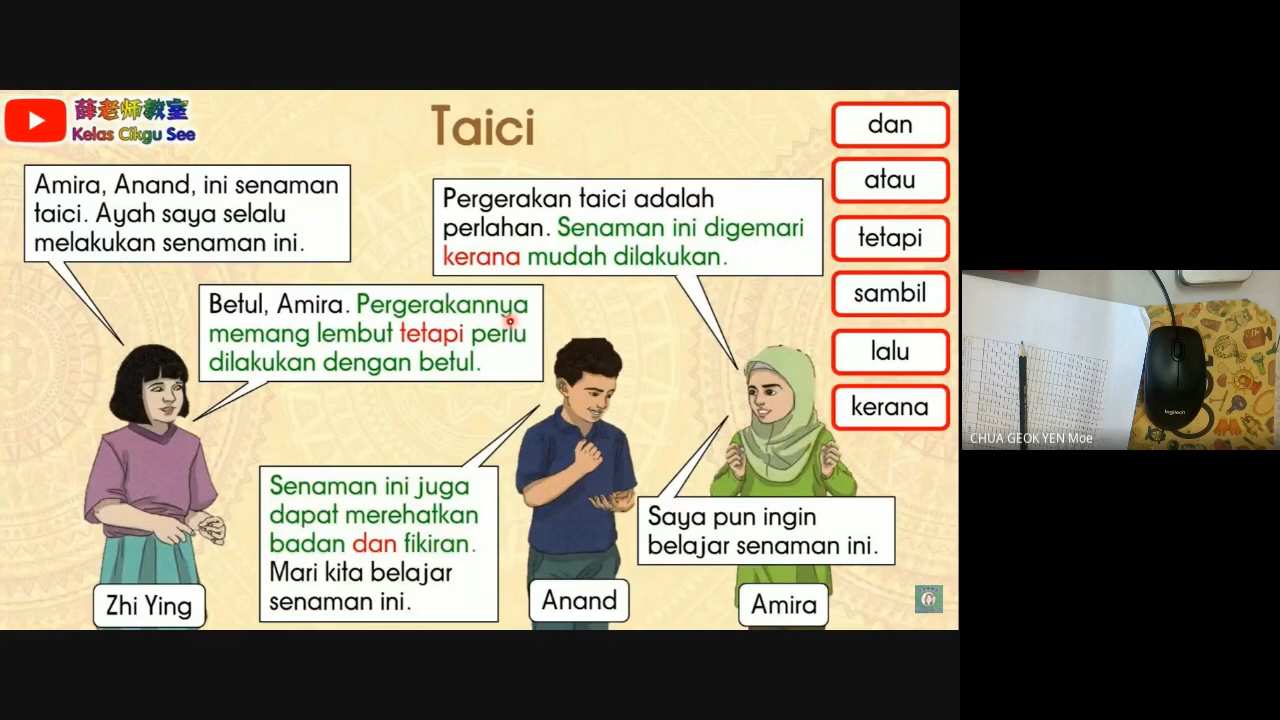 薛老师教室
Kelas Cikgu See
Taici
Amira, Anand, ini senaman
taici. Ayah saya selalu
melakukan senaman ini.
Pergerakan taici adalah
perlahan. Senaman ini digemari
kerana mudah dilakukan.
Betul, Amira. Pergerakannya
memang lembut tetapi perlu
dilakukan dengan betul.
Senaman ini juga
dapat merehatkan
badan dan fikiran.
Mari kita belajar
senaman ini.
Saya pun ingin
belajar senaman ini.
Zhi Ying
Anand
Amira
dan
atau
tetapi
sambil
lalu
kerana
logitech
CHUA GEOK YEN Moe